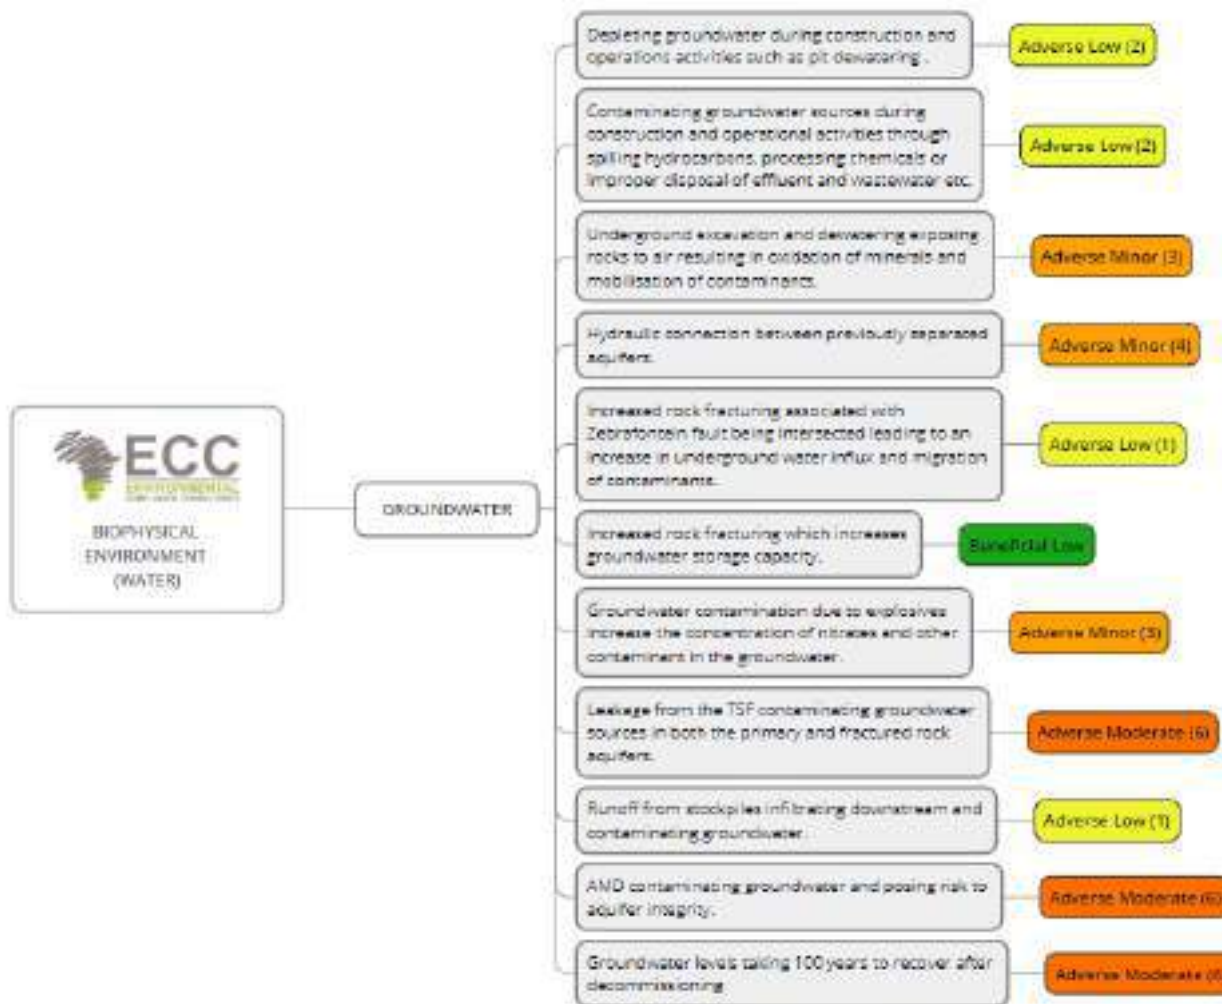 Depleting groundwater during construction and
operations activities such as pit dewatering .
Adverse Low (2)
Contaminating groundwater sources during
construction and operational activities through
spilling hydrocarbons, processing chemicals or
improper disposal of effluent and wastewater etc.
Adverse Low (2)
Underground excavation and dewatering exposing
rocks to air resulting in oxidation of minerals and
mobilisation of contaminants.
Adverse Minor (3)
Hydraulic connection between previously separated
aquifers.
Adverse Minor (4)
Increased rock fracturing associated with
Zebrafontein fault being intersected leading to an
increase in underground water influx and migration
of contaminants.
Adverse Low (1)
ECC
ENVIRONMENTAL
BIOPHYSICAL
ENVIRONMENT
(WATER)
GROUNDWATER
Increased rock fracturing which increases
groundwater storage capacity.
Beneficial Low
Groundwater contamination due to explosives
increase the concentration of nitrates and other
contaminant in the groundwater.
Adverse Minor (3)
Leakage from the TSF contaminating groundwater
sources in both the primary and fractured rock
aquifers.
Adverse Moderate (6)
Runoff from stockpiles infiltrating downstream and
contaminating groundwater
Adverse Low (1)
AMD contaminating groundwater and posing risk to
aquifer integrity.
Adverse Moderate (6)
Groundwater levels taking 100 years to recover after
decommissioning
Adverse Moderate (6